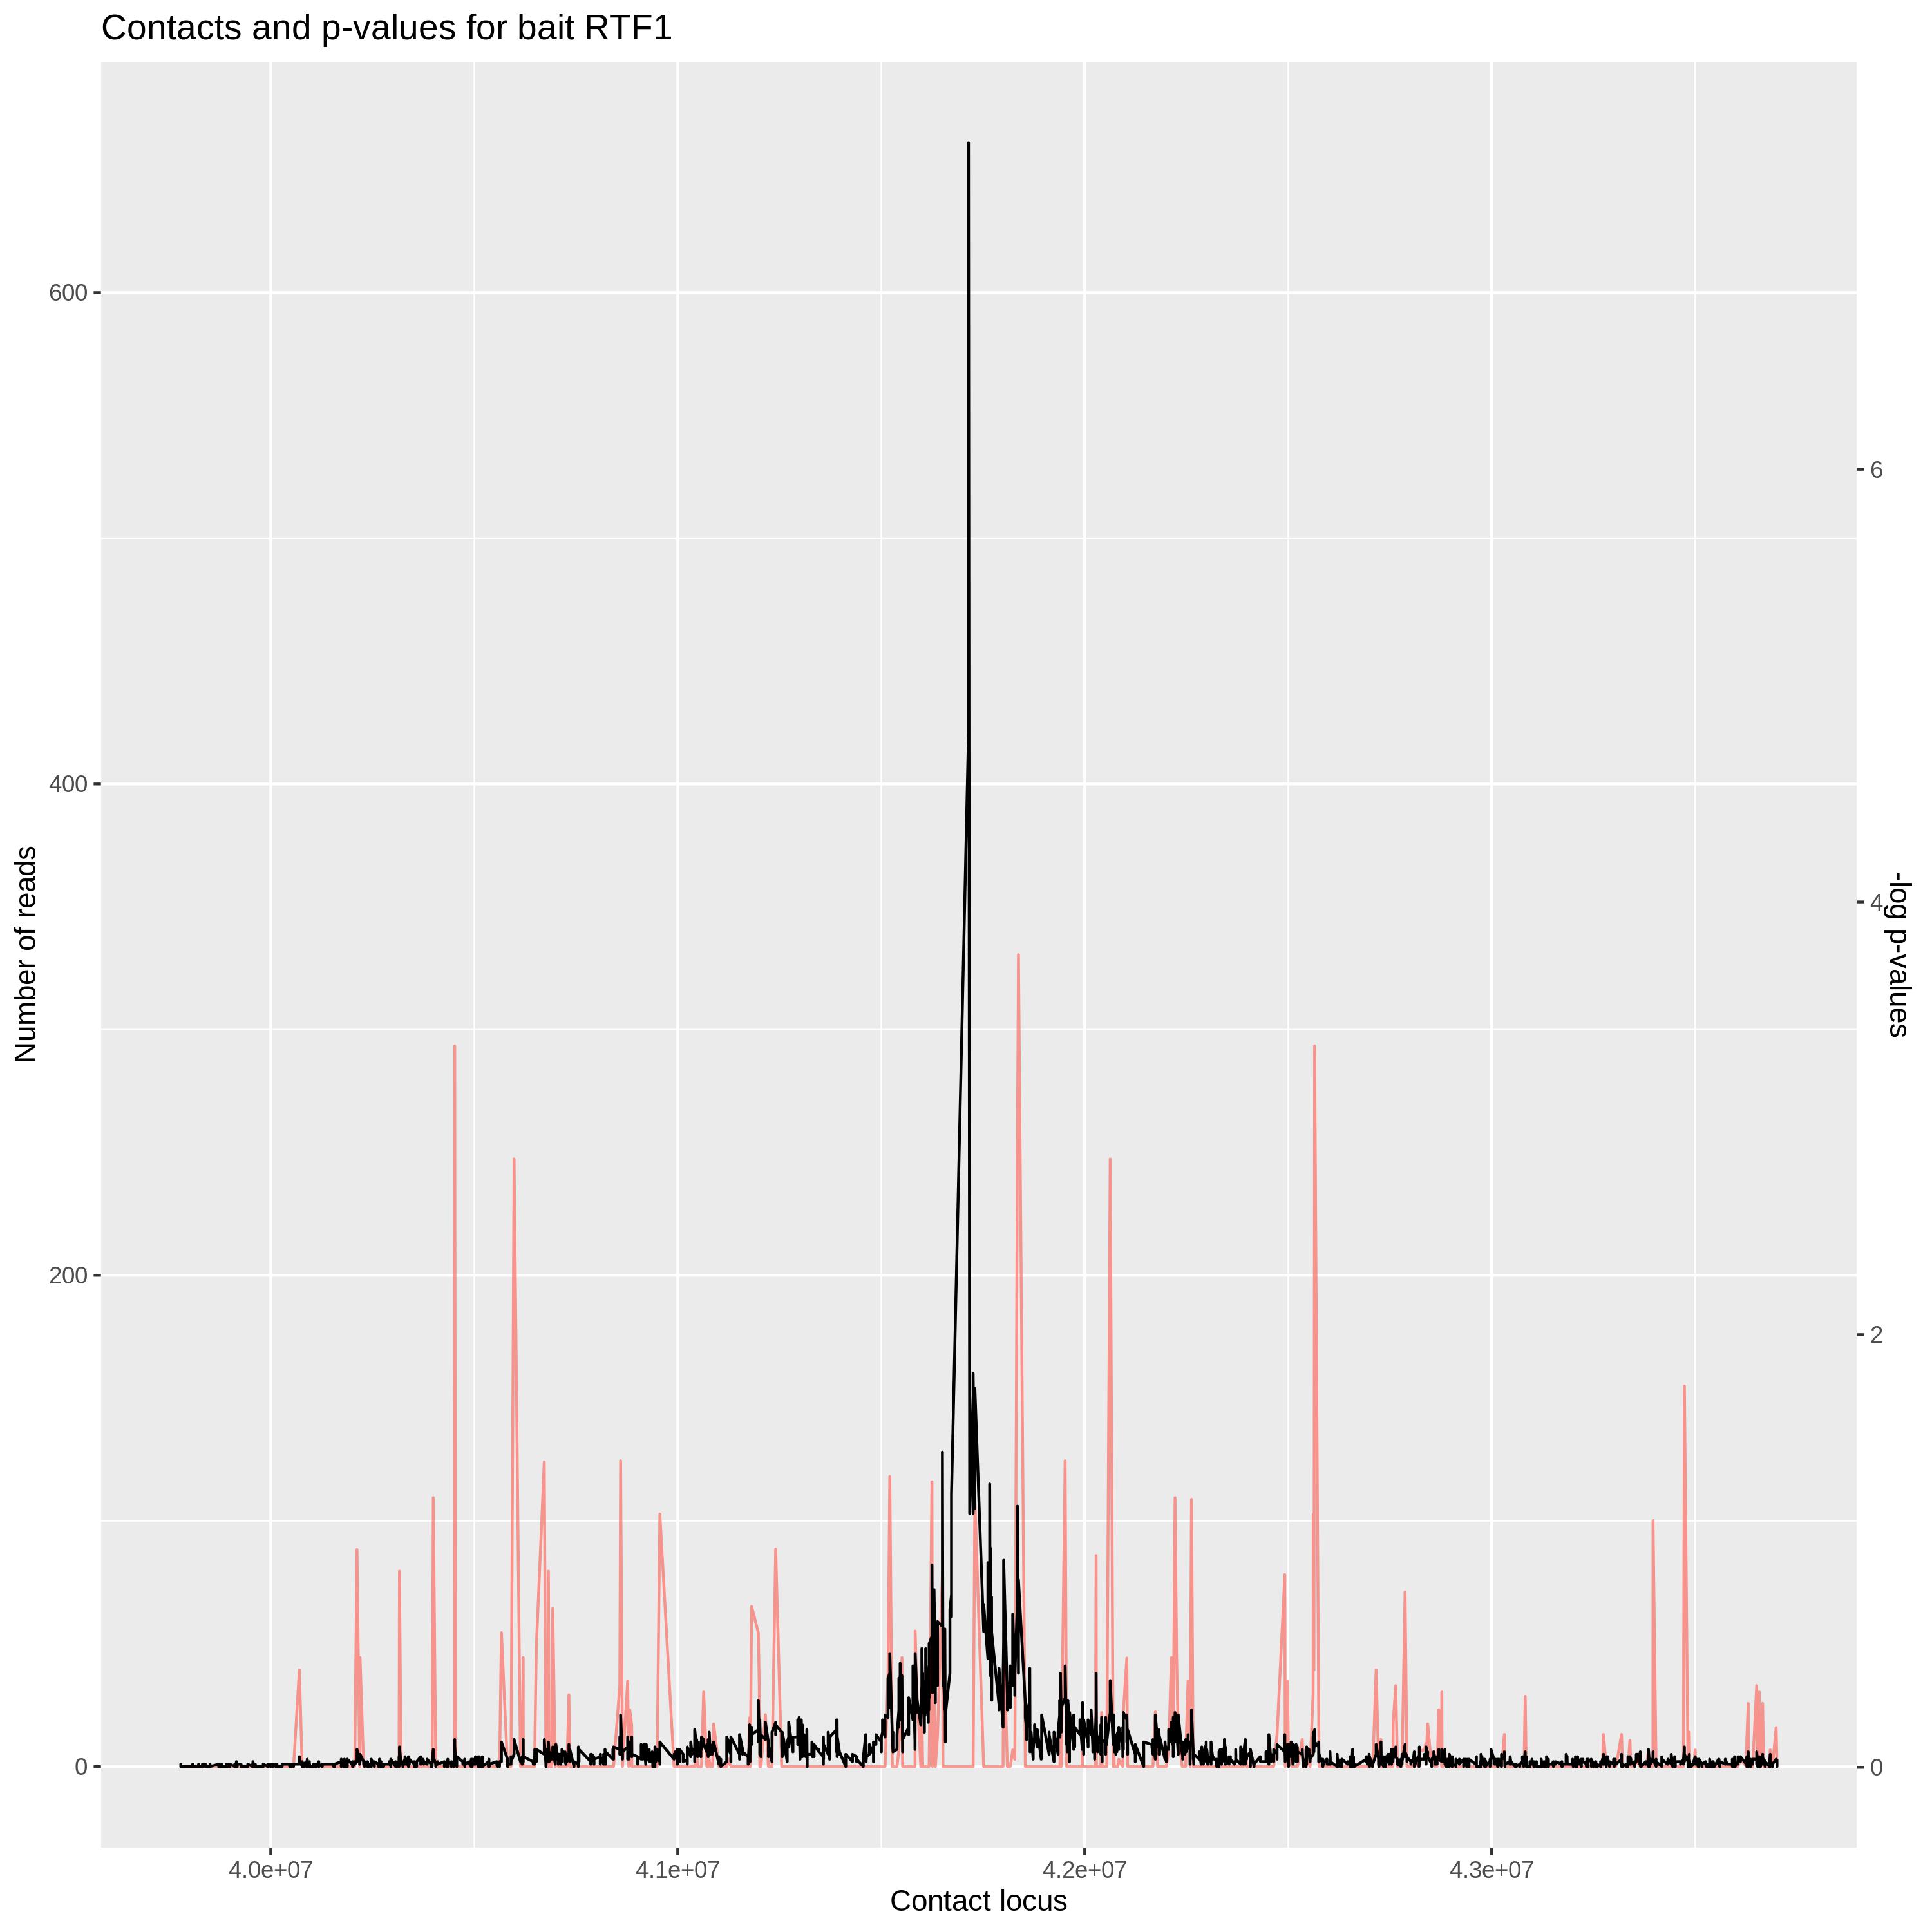 Contacts and p-values for bait RTF1
600
400
200
0
Number of reads
6
4
2
0
-log p-values
4.0e+07
4.1e+07
4.2e+07
4.3e+07
Contact locus